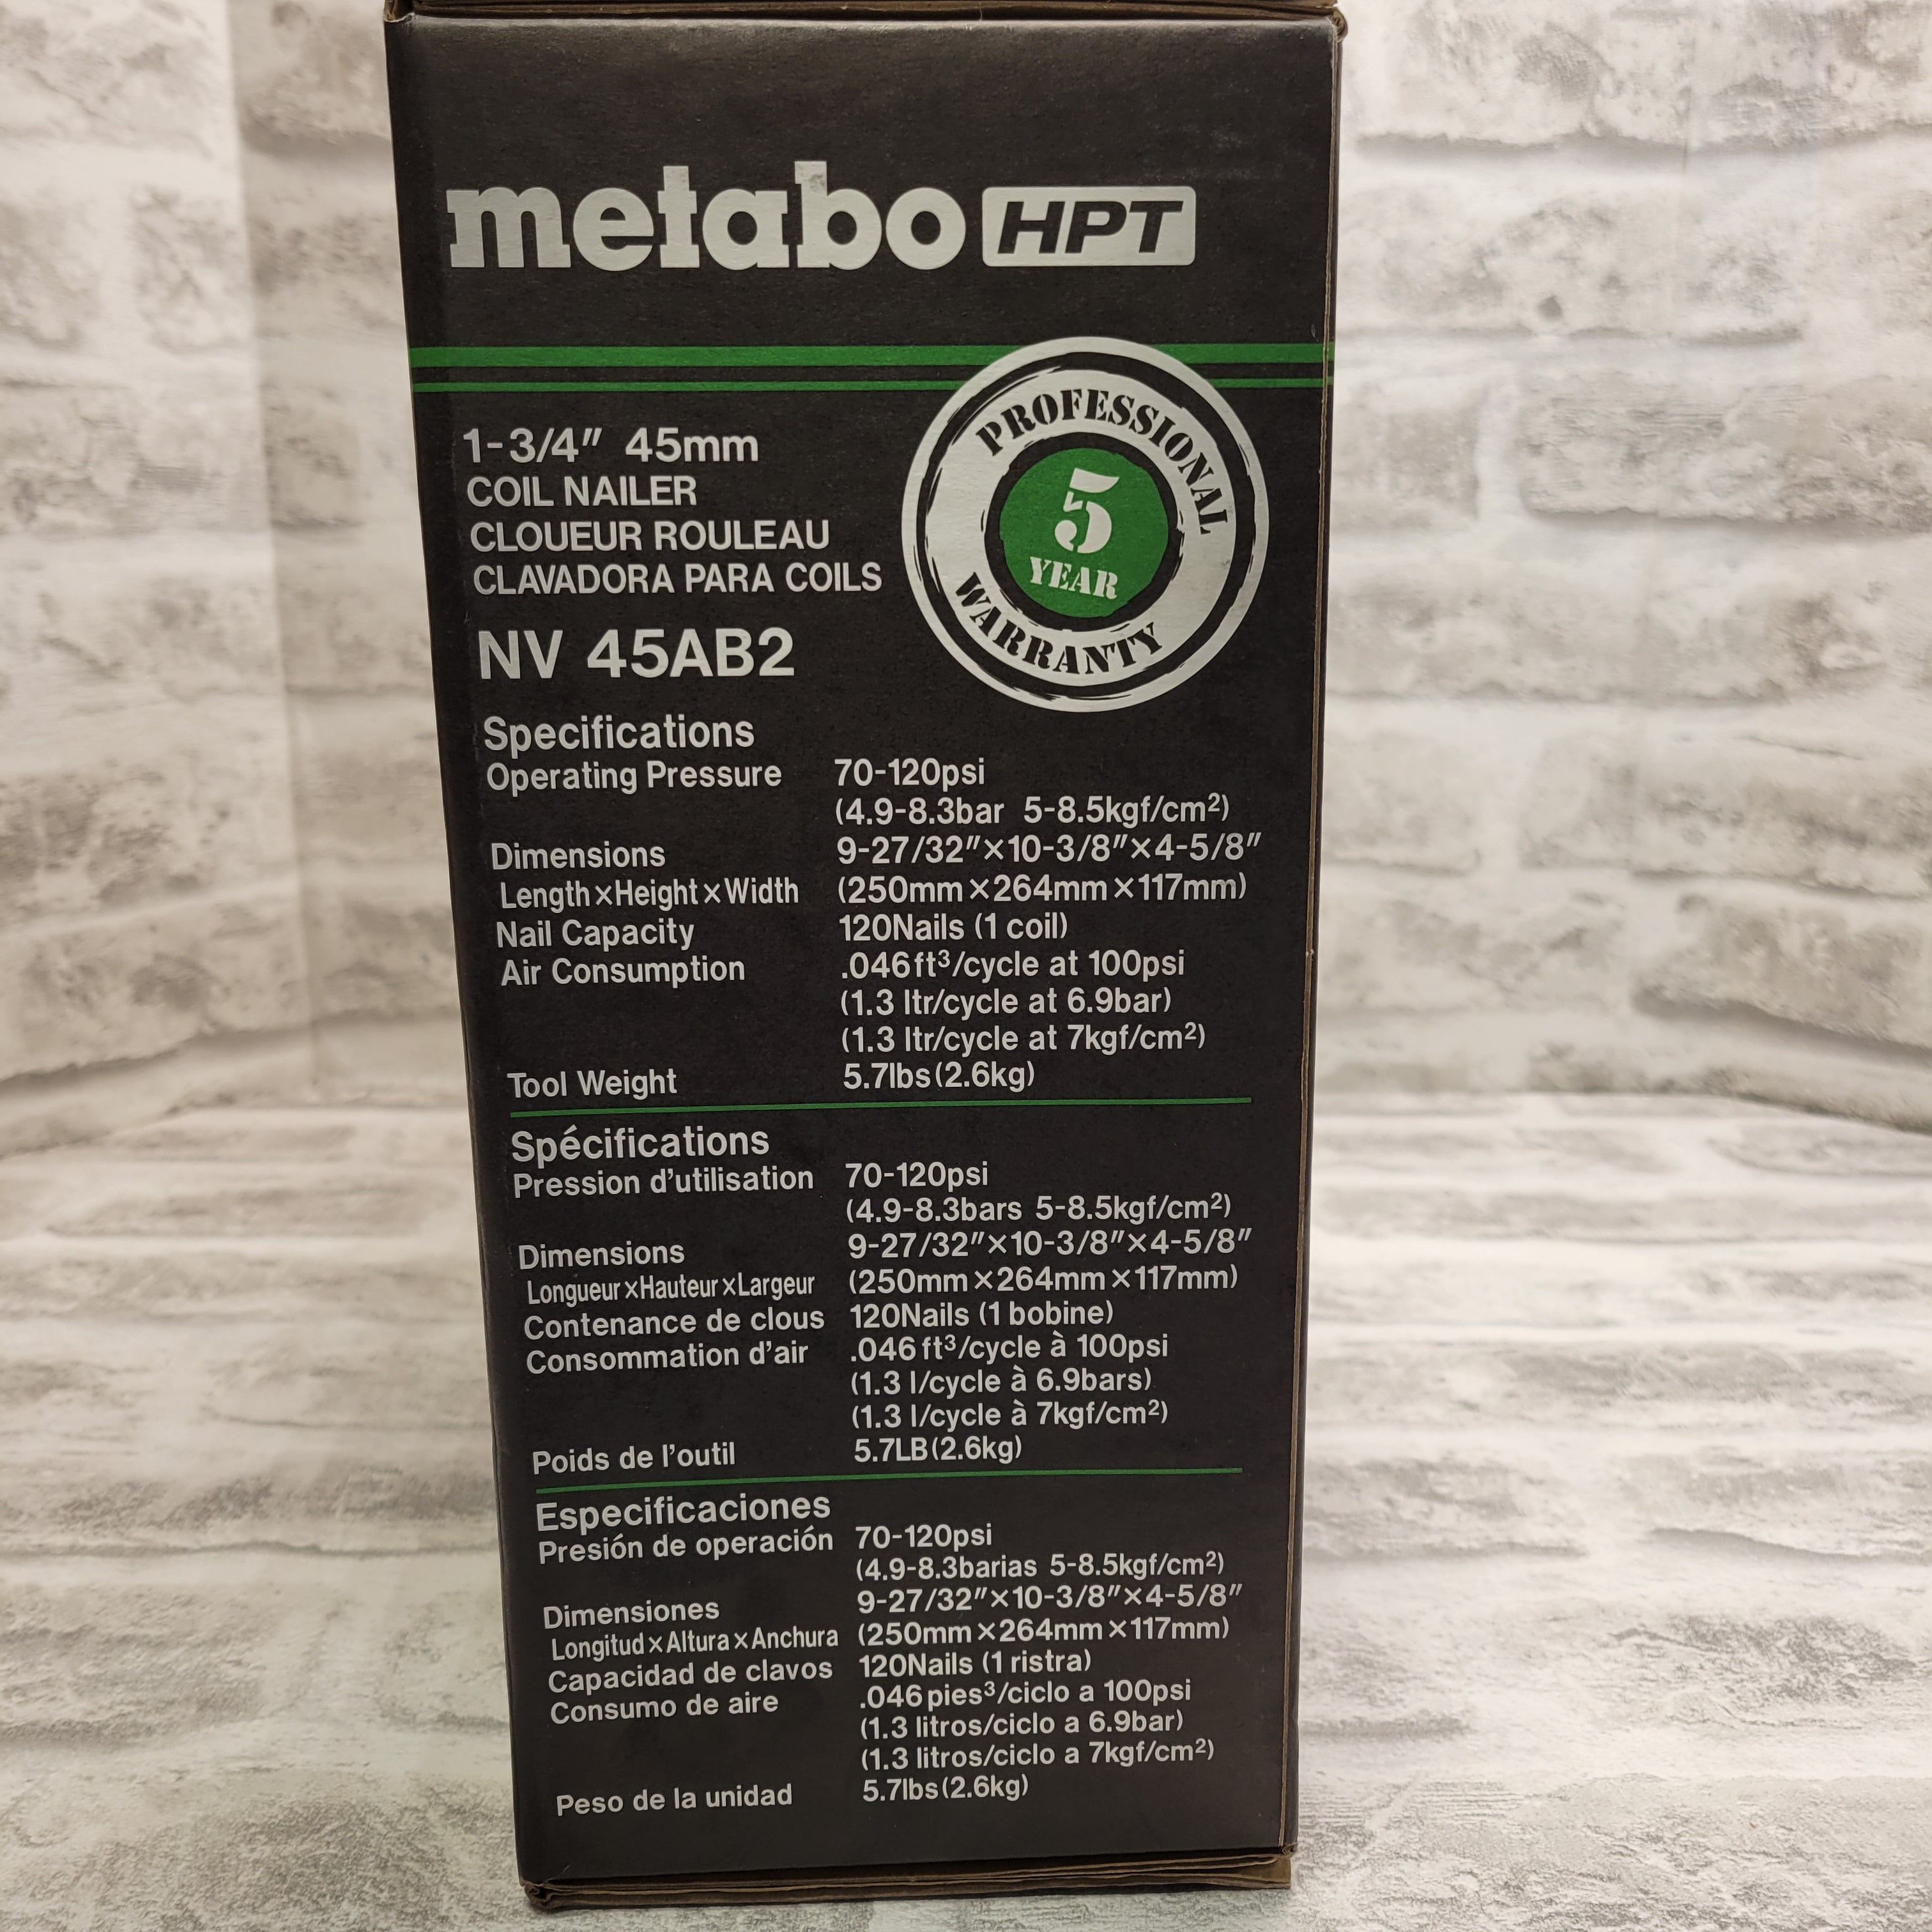 metabo HPT
1-3/4" 45mm
COIL NAILER
CLOUEUR ROULEAU
CLAVADORA PARA COILS
PROFESSIONAL
5
YEAR
WARRANTY
NV 45AB2
Specifications
Operating Pressure 70-120psi
(4.9-8.3bar 5-8.5kgf/cm²)
Dimensions 9-27/32"×10-3/8"×4-5/8"
Length×Height×Width (250mm×264mm×117mm)
Nail Capacity 120Nails (1 coil)
Air Consumption .046ft³/cycle at 100psi
(1.3 ltr/cycle at 6.9bar)
(1.3 ltr/cycle at 7kgf/cm²)
Tool Weight 5.7lbs(2.6kg)
Spécifications
Pression d'utilisation 70-120psi
(4.9-8.3bars 5-8.5kgf/cm²)
Dimensions 9-27/32"×10-3/8"×4-5/8"
Longueur×Hauteur×Largeur (250mm×264mm×117mm)
Contenance de clous 120Nails (1 bobine)
Consommation d'air .046ft³/cycle à 100psi
(1.3 l/cycle à 6.9bars)
(1.3 l/cycle à 7kgf/cm²)
Poids de l'outil 5.7LB(2.6kg)
Especificaciones
Presión de operación 70-120psi
(4.9-8.3barias 5-8.5kgf/cm²)
Dimensiones 9-27/32"×10-3/8"×4-5/8"
Longitud×Altura×Anchura (250mm×264mm×117mm)
Capacidad de clavos 120Nails (1 ristra)
Consumo de aire .046pies³/ciclo a 100psi
(1.3 litros/ciclo a 6.9bar)
(1.3 litros/ciclo a 7kgf/cm²)
Peso de la unidad 5.7lbs(2.6kg)